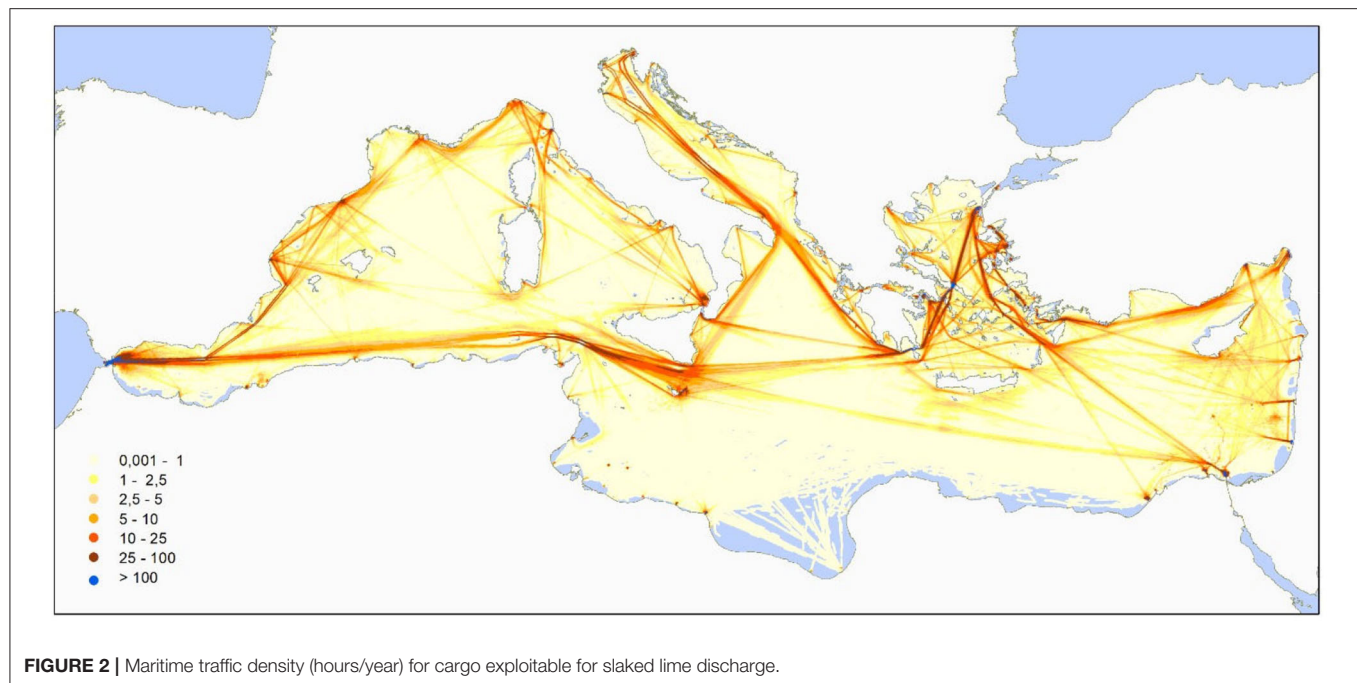 0,001 - 1
1 - 2,5
2,5 - 5
5 - 10
10 - 25
25 - 100
> 100
FIGURE 2 | Maritime traffic density (hours/year) for cargo exploitable for slaked lime discharge.